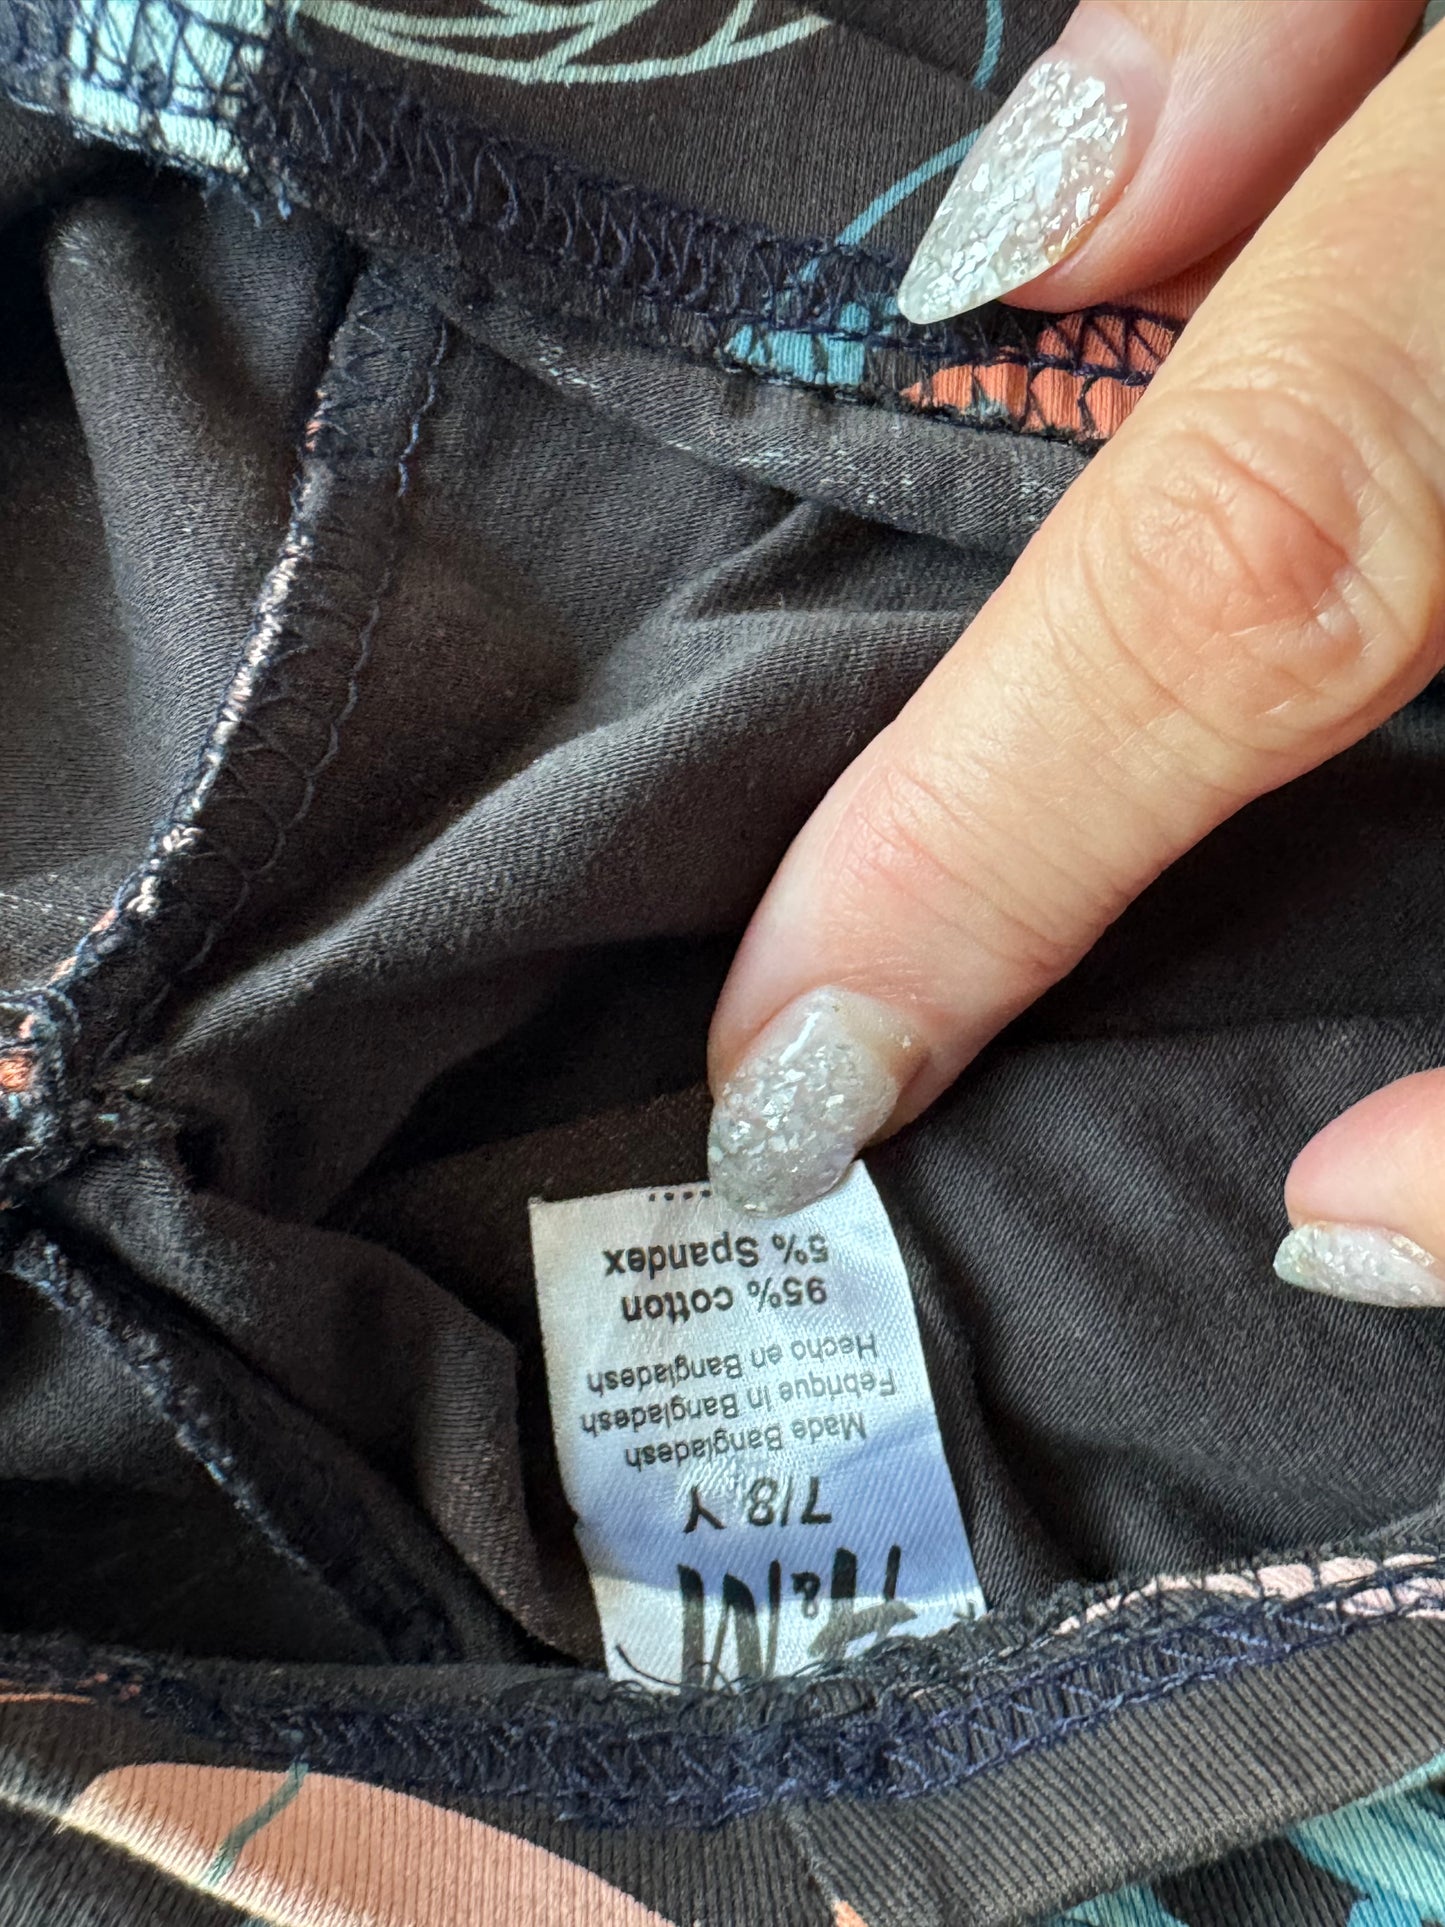 H&M
7/8 Y
Made Bangladesh
Febrique in Bangladesh
Hecho en Bangladesh
95% cotton
5% Spandex